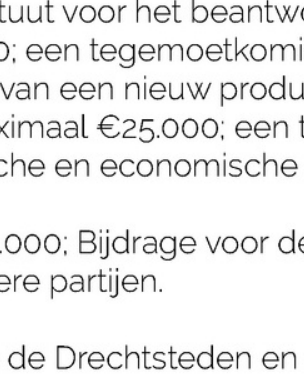 tuut voor het beantwo
0; een tegemoetkomi
van een nieuw produ
ximaal €25.000; een t
che en economische
.000; Bijdrage voor de
ere partijen.
de Drechtsteden en